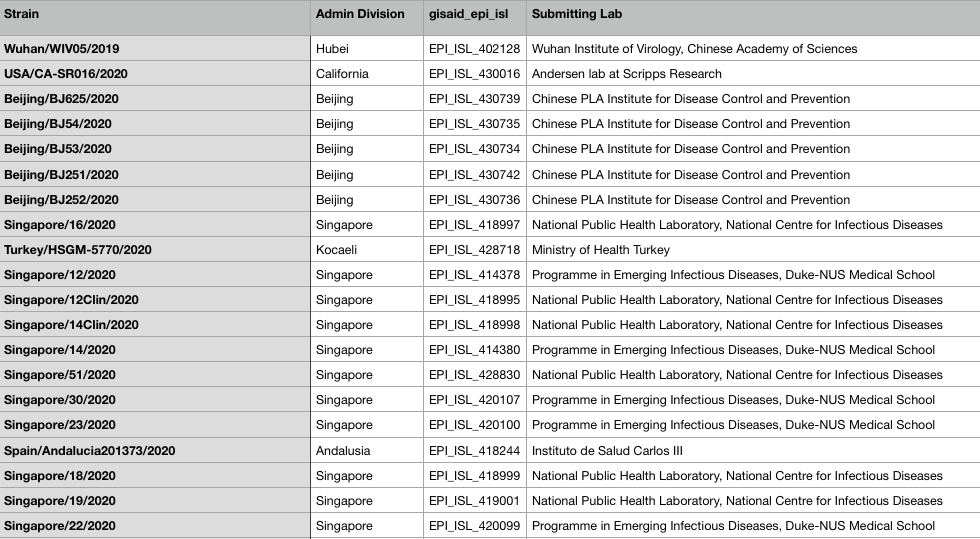 Strain Admin Division gisaid_epi_isl Submitting Lab
Wuhan/WIV05/2019 Hubei EPI_ISL_402128 Wuhan Institute of Virology, Chinese Academy of Sciences
USA/CA-SR016/2020 California EPI_ISL_430016 Andersen lab at Scripps Research
Beijing/BJ625/2020 Beijing EPI_ISL_430739 Chinese PLA Institute for Disease Control and Prevention
Beijing/BJ54/2020 Beijing EPI_ISL_430735 Chinese PLA Institute for Disease Control and Prevention
Beijing/BJ53/2020 Beijing EPI_ISL_430734 Chinese PLA Institute for Disease Control and Prevention
Beijing/BJ251/2020 Beijing EPI_ISL_430742 Chinese PLA Institute for Disease Control and Prevention
Beijing/BJ252/2020 Beijing EPI_ISL_430736 Chinese PLA Institute for Disease Control and Prevention
Singapore/16/2020 Singapore EPI_ISL_418997 National Public Health Laboratory, National Centre for Infectious Diseases
Turkey/HSGM-5770/2020 Kocaeli EPI_ISL_428718 Ministry of Health Turkey
Singapore/12/2020 Singapore EPI_ISL_414378 Programme in Emerging Infectious Diseases, Duke-NUS Medical School
Singapore/12Clin/2020 Singapore EPI_ISL_418995 National Public Health Laboratory, National Centre for Infectious Diseases
Singapore/14Clin/2020 Singapore EPI_ISL_418998 National Public Health Laboratory, National Centre for Infectious Diseases
Singapore/14/2020 Singapore EPI_ISL_414380 Programme in Emerging Infectious Diseases, Duke-NUS Medical School
Singapore/51/2020 Singapore EPI_ISL_428830 National Public Health Laboratory, National Centre for Infectious Diseases
Singapore/30/2020 Singapore EPI_ISL_420107 Programme in Emerging Infectious Diseases, Duke-NUS Medical School
Singapore/23/2020 Singapore EPI_ISL_420100 Programme in Emerging Infectious Diseases, Duke-NUS Medical School
Spain/Andalucia201373/2020 Andalusia EPI_ISL_418244 Instituto de Salud Carlos III
Singapore/18/2020 Singapore EPI_ISL_418999 National Public Health Laboratory, National Centre for Infectious Diseases
Singapore/19/2020 Singapore EPI_ISL_419001 National Public Health Laboratory, National Centre for Infectious Diseases
Singapore/22/2020 Singapore EPI_ISL_420099 Programme in Emerging Infectious Diseases, Duke-NUS Medical School